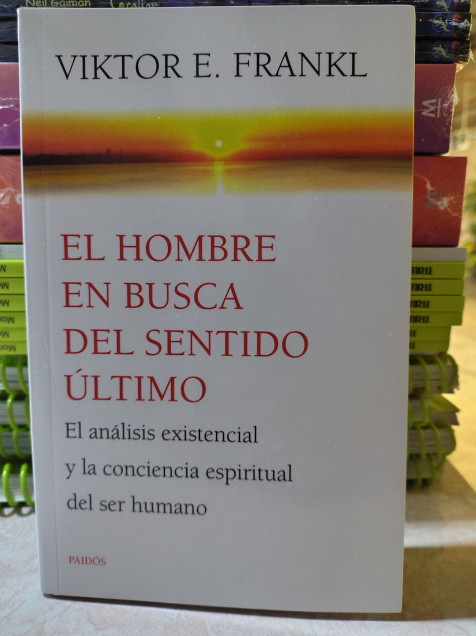 Neil Gaiman
Coraline
VIKTOR E. FRANKL
EL HOMBRE
EN BUSCA
DEL SENTIDO
ÚLTIMO
El análisis existencial
y la conciencia espiritual
del ser humano
PAIDÓS